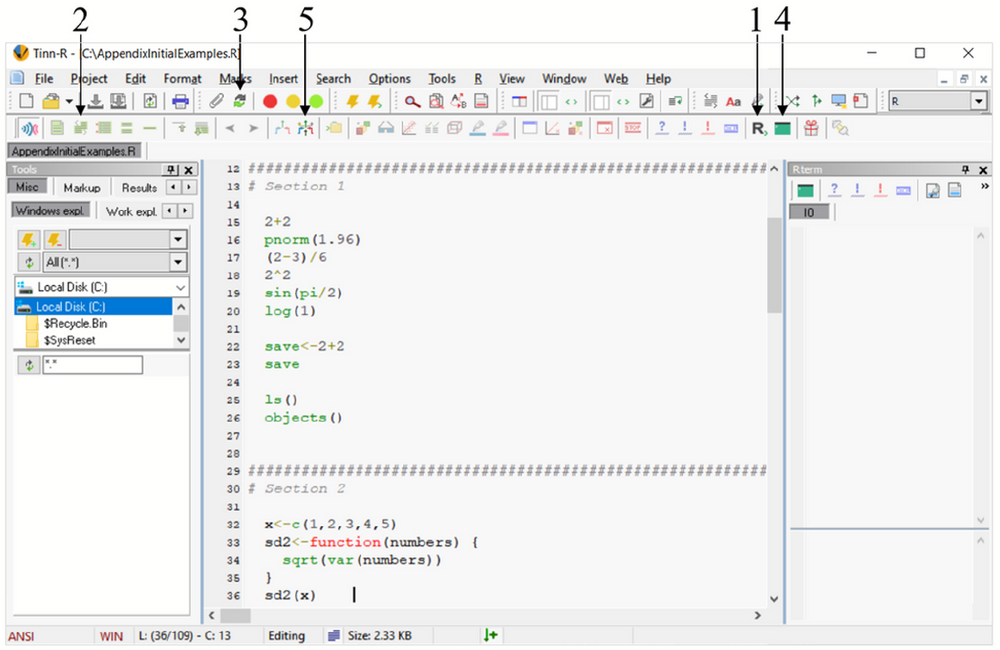 2 3 5 1 4
Tinn-R - [C:\AppendixInitialExamples.R]
File Project Edit Format Marks Insert Search Options Tools R View Window Web Help
Aa R
STOP R
AppendixInitialExamples.R
Tools Rterm
Misc Markup Results
Windows expl. Work expl. IO
All (*.*)
Local Disk (C:)
Local Disk (C:)
$Recycle.Bin
$SysReset
*.*
12 ##########################################################
13 # Section 1
14
15 2+2
16 pnorm(1.96)
17 (2-3)/6
18 2^2
19 sin(pi/2)
20 log(1)
21
22 save<-2+2
23 save
24
25 ls()
26 objects()
27
28
29 ##########################################################
30 # Section 2
31
32 x<-c(1,2,3,4,5)
33 sd2<-function(numbers) {
34 sqrt(var(numbers))
35 }
36 sd2(x)
ANSI WIN L: (36/109) - C: 13 Editing Size: 2.33 KB